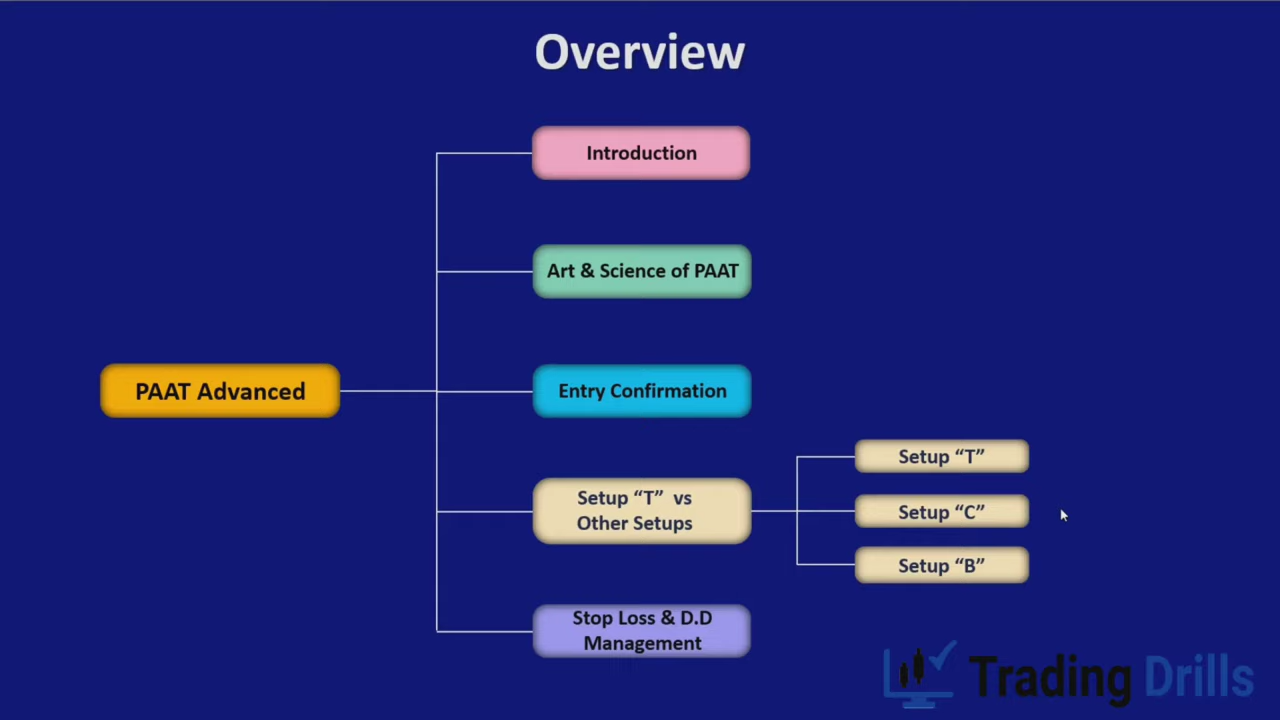 Overview
Introduction
Art & Science of PAAT
PAAT Advanced
Entry Confirmation
Setup “T” vs
Other Setups
Setup “T”
Setup “C”
Setup “B”
Stop Loss & D.D
Management
Trading Drills